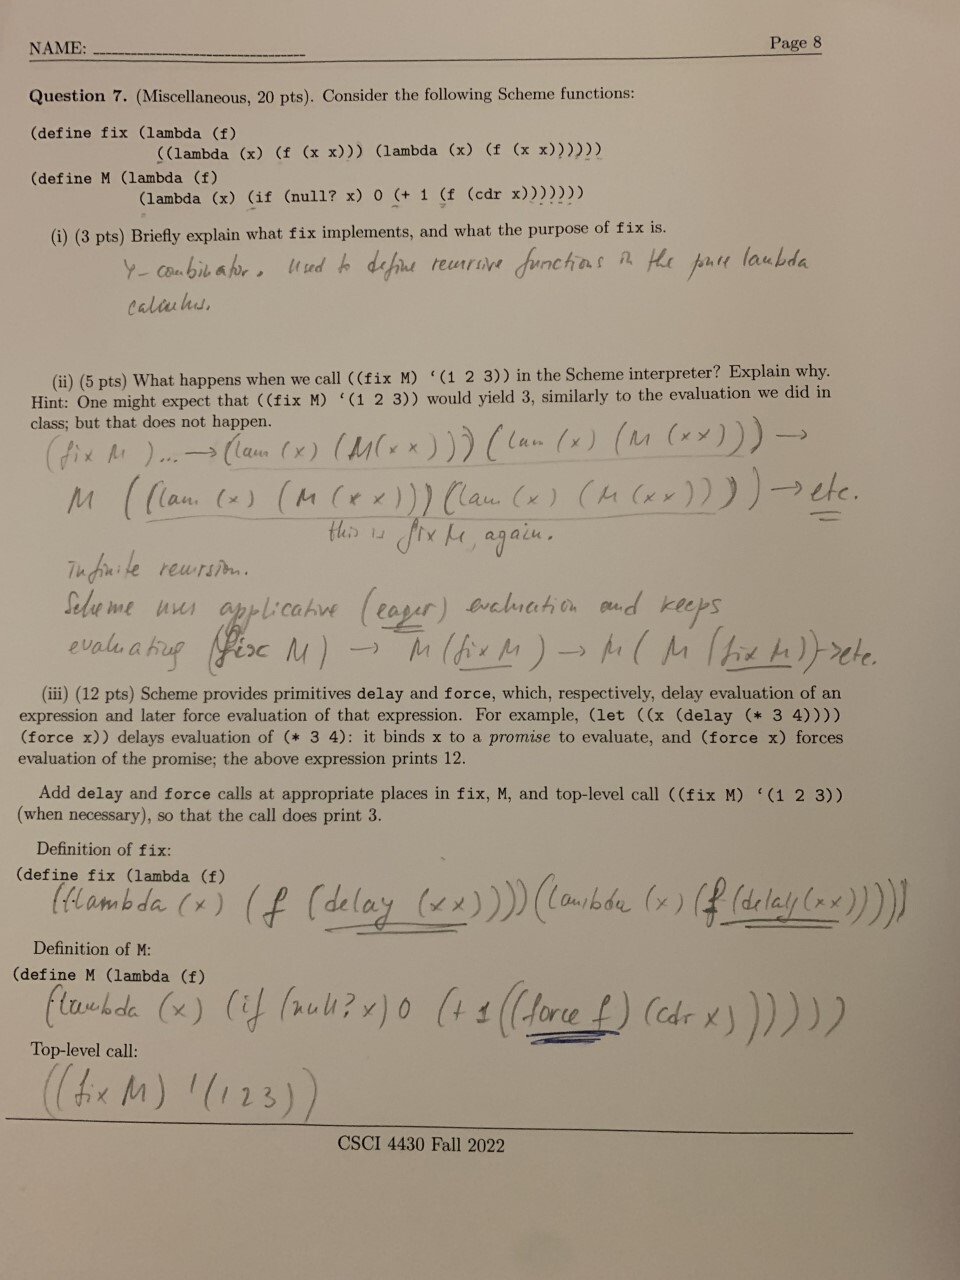 NAME:
Page 8
Question 7. (Miscellaneous, 20 pts). Consider the following Scheme functions:
(define fix (lambda (f)
((lambda (x) (f (x x))) (lambda (x) (f (x x))))))
(define M (lambda (f)
(lambda (x) (if (null? x) 0 (+ 1 (f (cdr x)))))))
(i) (3 pts) Briefly explain what fix implements, and what the purpose of fix is.
Y-combinator. Used to define recursive functions in the pure lambda
calculus.
(ii) (5 pts) What happens when we call ((fix M) ‘(1 2 3)) in the Scheme interpreter? Explain why.
Hint: One might expect that ((fix M) ‘(1 2 3)) would yield 3, similarly to the evaluation we did in
class; but that does not happen.
(fix M) ... → (lam (x) (M(x x))) (lam (x) (M (x x))) →
M ((lam. (x) (M (x x))) (lam (x) (M (x x)))) → etc.
this is fix M, again.
Infinite recursion.
Scheme uses applicative (eager) evaluation and keeps
evaluating (fix M) → M (fix M) → M ( M (fix M)) → etc.
(iii) (12 pts) Scheme provides primitives delay and force, which, respectively, delay evaluation of an
expression and later force evaluation of that expression. For example, (let ((x (delay (* 3 4))))
(force x)) delays evaluation of (* 3 4): it binds x to a promise to evaluate, and (force x) forces
evaluation of the promise; the above expression prints 12.
Add delay and force calls at appropriate places in fix, M, and top-level call ((fix M) ‘(1 2 3))
(when necessary), so that the call does print 3.
Definition of fix:
(define fix (lambda (f)
((lambda (x) (f (delay (x x)))) (lambda (x) (f (delay (x x))))))
Definition of M:
(define M (lambda (f)
(lambda (x) (if (null? x) 0 (+ 1 ((force f) (cdr x)))))))
Top-level call:
((fix M) '(1 2 3))
CSCI 4430 Fall 2022